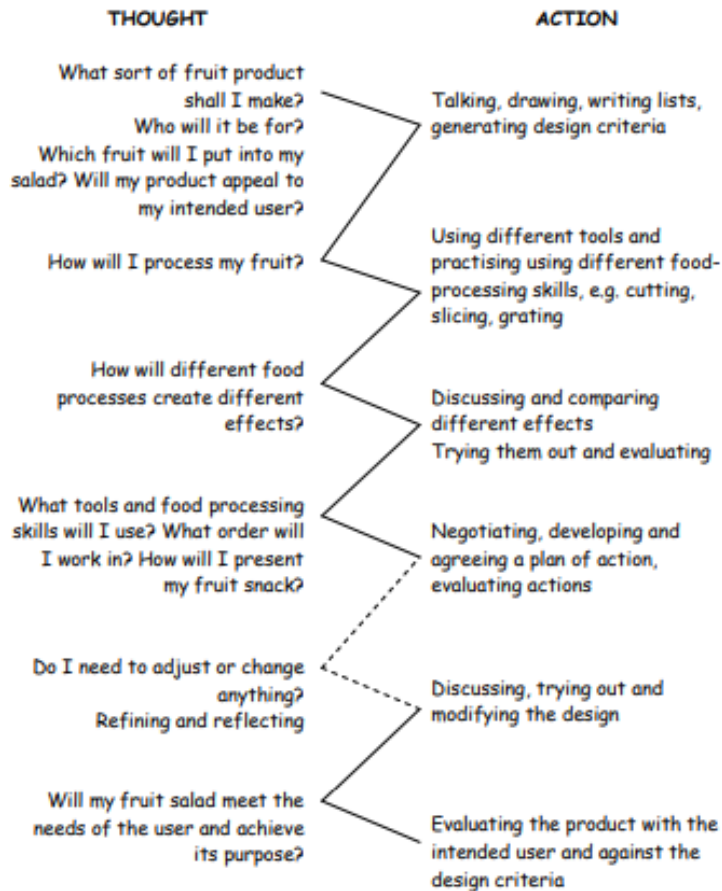 THOUGHT
ACTION
What sort of fruit product
shall I make?
Who will it be for?
Which fruit will I put into my
salad? Will my product appeal to
my intended user?
Talking, drawing, writing lists,
generating design criteria
How will I process my fruit?
Using different tools and
practising using different food-
processing skills, e.g. cutting,
slicing, grating
How will different food
processes create different
effects?
Discussing and comparing
different effects
Trying them out and evaluating
What tools and food processing
skills will I use? What order will
I work in? How will I present
my fruit snack?
Negotiating, developing and
agreeing a plan of action,
evaluating actions
Do I need to adjust or change
anything?
Refining and reflecting
Discussing, trying out and
modifying the design
Will my fruit salad meet the
needs of the user and achieve
its purpose?
Evaluating the product with the
intended user and against the
design criteria